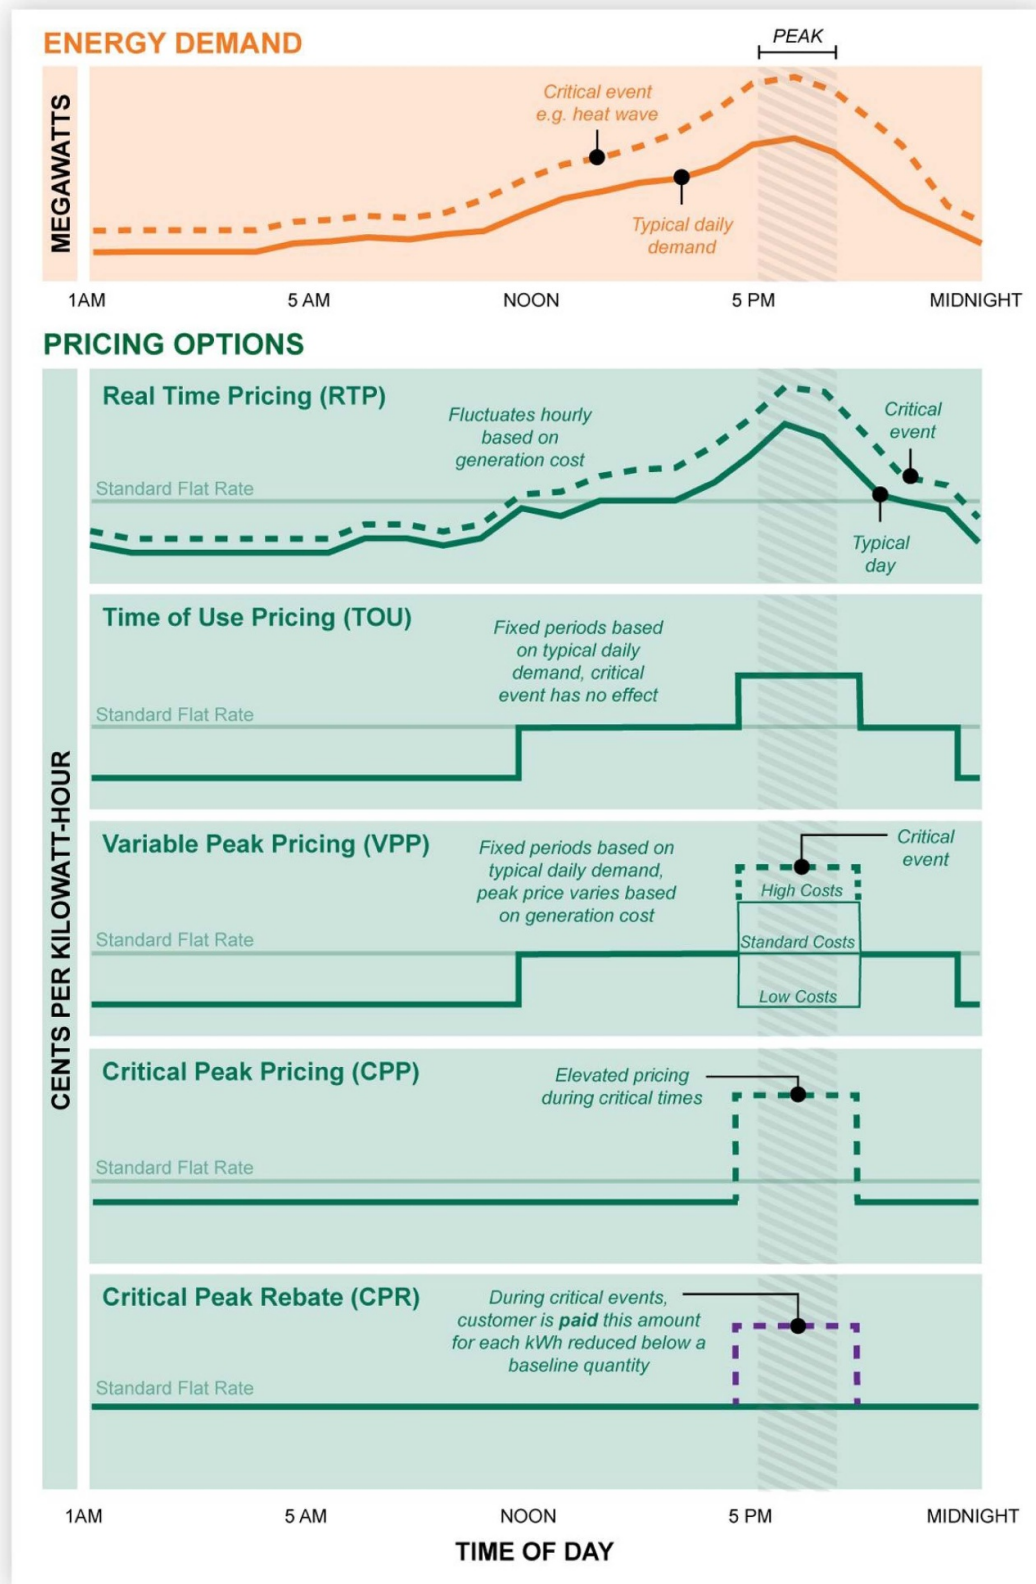 ENERGY DEMAND
PEAK
MEGAWATTS
Critical event
e.g. heat wave
Typical daily
demand
1AM
5 AM
NOON
5 PM
MIDNIGHT
PRICING OPTIONS
CENTS PER KILOWATT-HOUR
Real Time Pricing (RTP)
Fluctuates hourly
based on
generation cost
Critical
event
Standard Flat Rate
Typical
day
Time of Use Pricing (TOU)
Fixed periods based
on typical daily
demand, critical
event has no effect
Standard Flat Rate
Variable Peak Pricing (VPP)
Fixed periods based on
typical daily demand,
peak price varies based
on generation cost
Critical
event
High Costs
Standard Flat Rate
Standard Costs
Low Costs
Critical Peak Pricing (CPP)
Elevated pricing
during critical times
Standard Flat Rate
Critical Peak Rebate (CPR)
During critical events,
customer is paid this amount
for each kWh reduced below a
baseline quantity
Standard Flat Rate
1AM
5 AM
NOON
5 PM
MIDNIGHT
TIME OF DAY